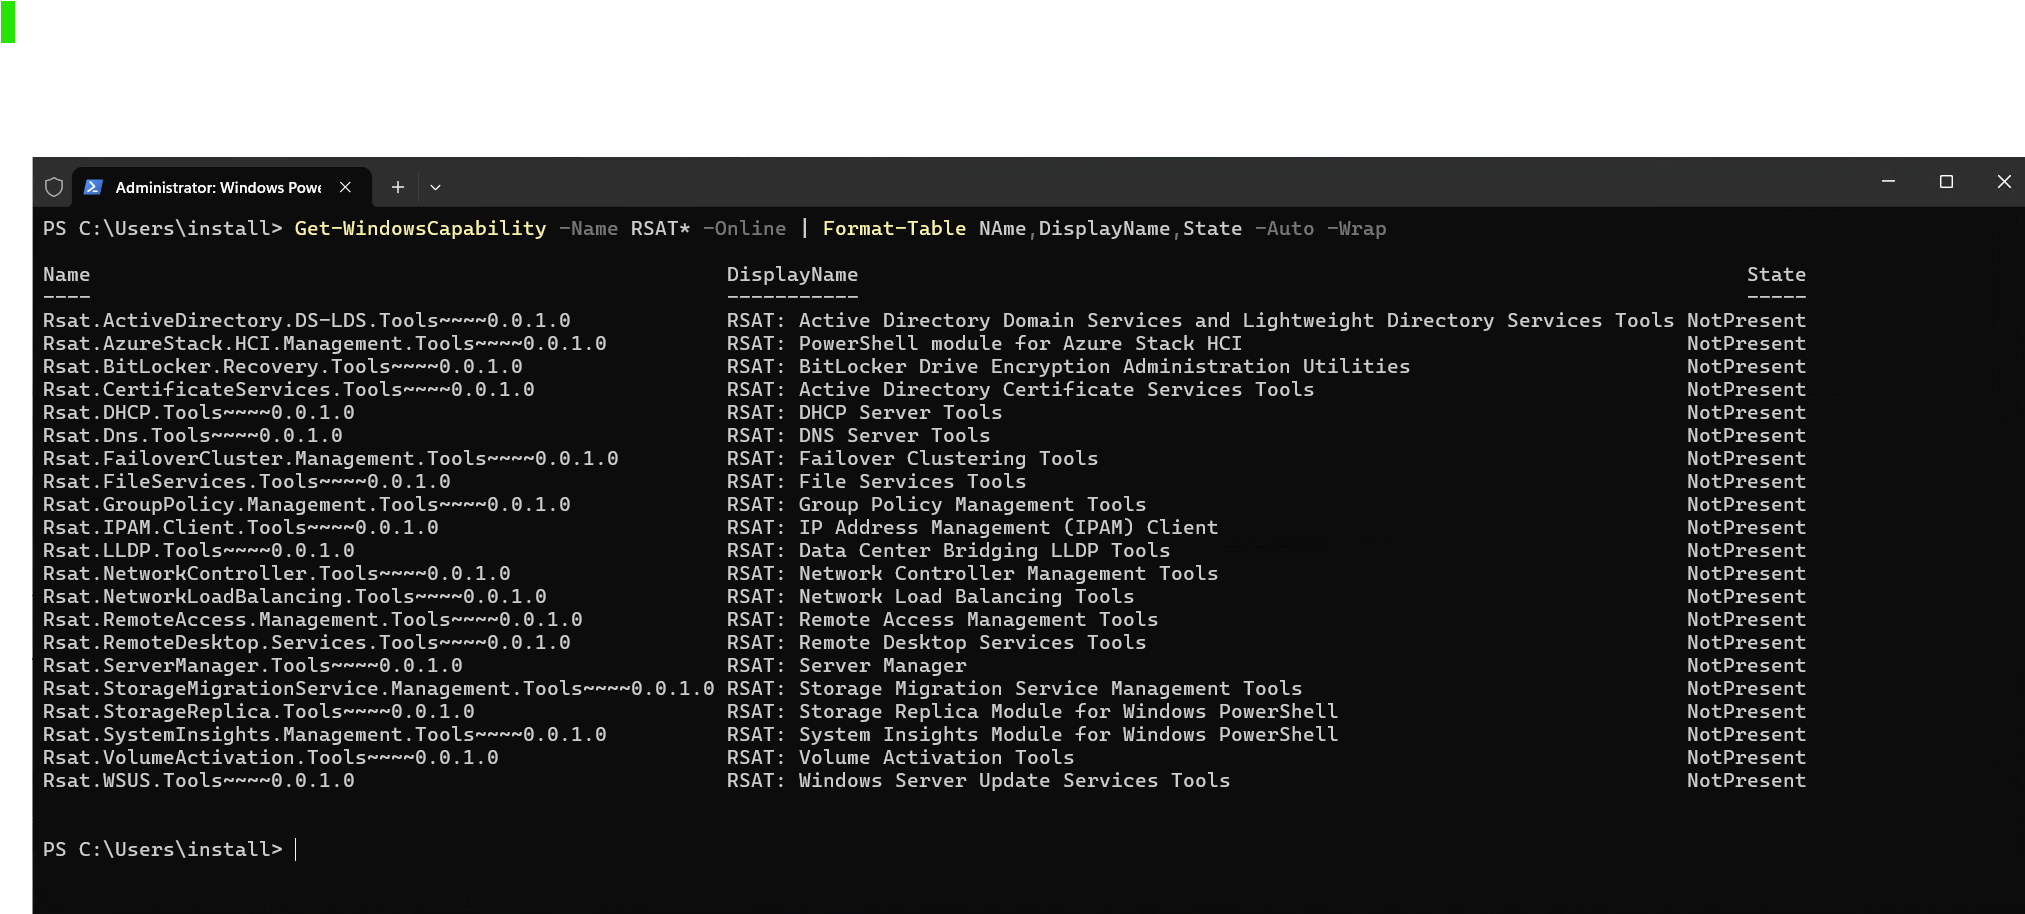 Administrator: Windows Powe
PS C:\Users\install> Get-WindowsCapability -Name RSAT* -Online | Format-Table NAme,DisplayName,State -Auto -Wrap
Name DisplayName State
---- ----------- -----
Rsat.ActiveDirectory.DS-LDS.Tools~~~~0.0.1.0 RSAT: Active Directory Domain Services and Lightweight Directory Services Tools NotPresent
Rsat.AzureStack.HCI.Management.Tools~~~~0.0.1.0 RSAT: PowerShell module for Azure Stack HCI NotPresent
Rsat.BitLocker.Recovery.Tools~~~~0.0.1.0 RSAT: BitLocker Drive Encryption Administration Utilities NotPresent
Rsat.CertificateServices.Tools~~~~0.0.1.0 RSAT: Active Directory Certificate Services Tools NotPresent
Rsat.DHCP.Tools~~~~0.0.1.0 RSAT: DHCP Server Tools NotPresent
Rsat.Dns.Tools~~~~0.0.1.0 RSAT: DNS Server Tools NotPresent
Rsat.FailoverCluster.Management.Tools~~~~0.0.1.0 RSAT: Failover Clustering Tools NotPresent
Rsat.FileServices.Tools~~~~0.0.1.0 RSAT: File Services Tools NotPresent
Rsat.GroupPolicy.Management.Tools~~~~0.0.1.0 RSAT: Group Policy Management Tools NotPresent
Rsat.IPAM.Client.Tools~~~~0.0.1.0 RSAT: IP Address Management (IPAM) Client NotPresent
Rsat.LLDP.Tools~~~~0.0.1.0 RSAT: Data Center Bridging LLDP Tools NotPresent
Rsat.NetworkController.Tools~~~~0.0.1.0 RSAT: Network Controller Management Tools NotPresent
Rsat.NetworkLoadBalancing.Tools~~~~0.0.1.0 RSAT: Network Load Balancing Tools NotPresent
Rsat.RemoteAccess.Management.Tools~~~~0.0.1.0 RSAT: Remote Access Management Tools NotPresent
Rsat.RemoteDesktop.Services.Tools~~~~0.0.1.0 RSAT: Remote Desktop Services Tools NotPresent
Rsat.ServerManager.Tools~~~~0.0.1.0 RSAT: Server Manager NotPresent
Rsat.StorageMigrationService.Management.Tools~~~~0.0.1.0 RSAT: Storage Migration Service Management Tools NotPresent
Rsat.StorageReplica.Tools~~~~0.0.1.0 RSAT: Storage Replica Module for Windows PowerShell NotPresent
Rsat.SystemInsights.Management.Tools~~~~0.0.1.0 RSAT: System Insights Module for Windows PowerShell NotPresent
Rsat.VolumeActivation.Tools~~~~0.0.1.0 RSAT: Volume Activation Tools NotPresent
Rsat.WSUS.Tools~~~~0.0.1.0 RSAT: Windows Server Update Services Tools NotPresent
PS C:\Users\install>